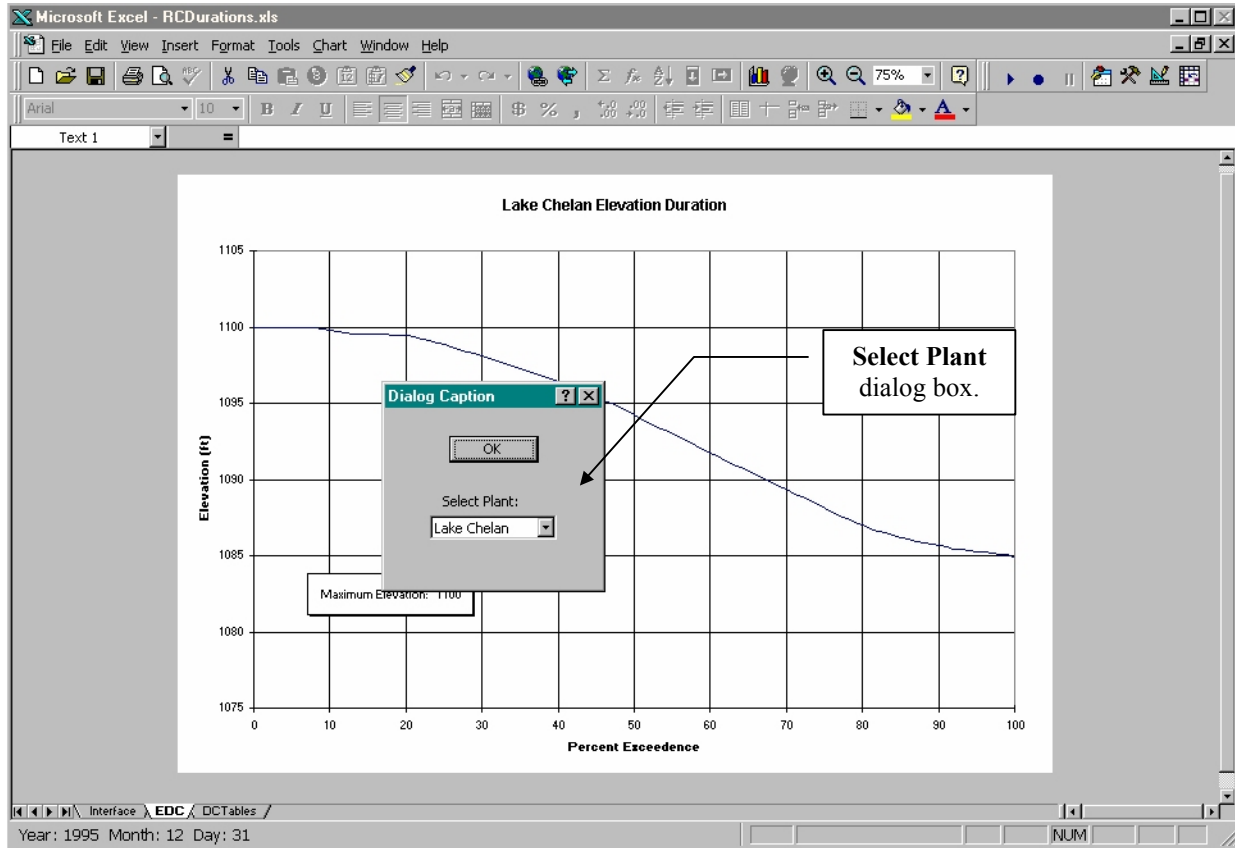 Microsoft Excel - RCDurations.xls
File Edit View Insert Format Tools Chart Window Help
75%
Arial 10 B I U $ % ,
Text 1 =
Lake Chelan Elevation Duration
1105
1100
1095
1090
1085
1080
1075
Elevation (ft)
Select Plant
dialog box.
Dialog Caption
OK
Select Plant:
Lake Chelan
Maximum Elevation: 1100
0 10 20 30 40 50 60 70 80 90 100
Percent Exceedence
Interface EDC DCTables
Year: 1995 Month: 12 Day: 31
NUM